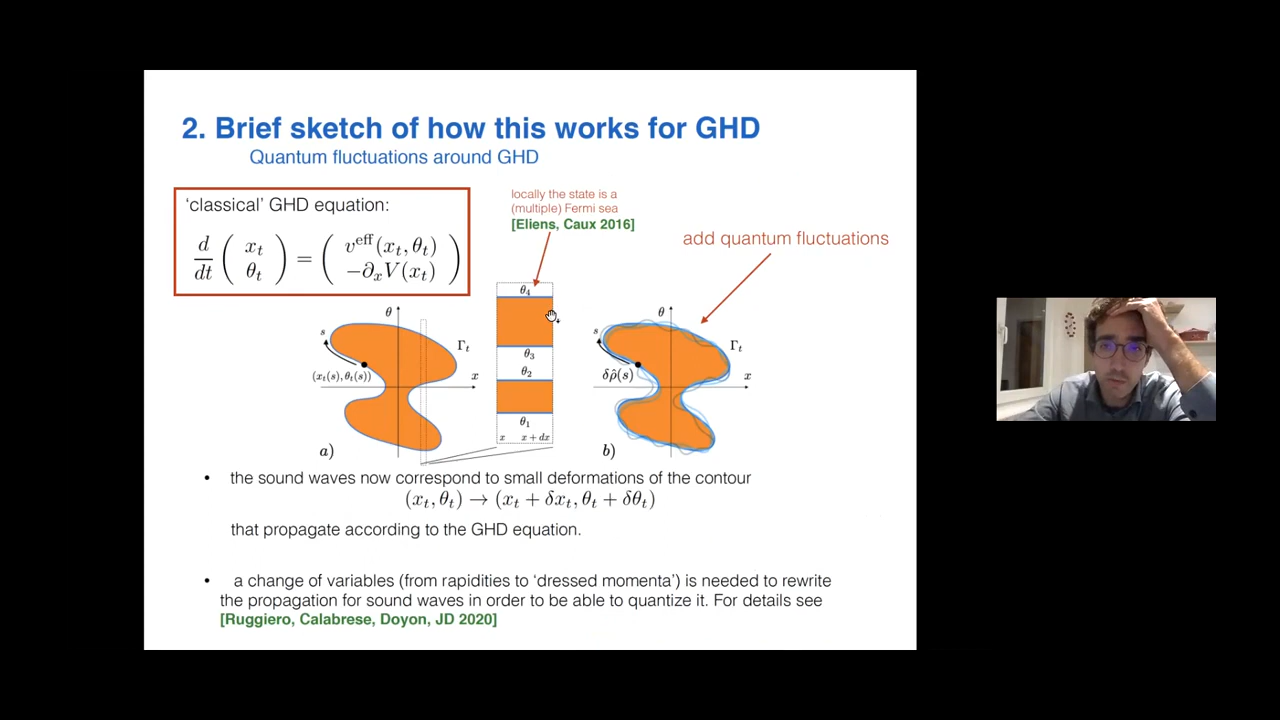 2. Brief sketch of how this works for GHD
Quantum fluctuations around GHD
'classical' GHD equation:
d/dt ( x_t θ_t ) = ( v^eff(x_t, θ_t) −∂_x V(x_t) )
locally the state is a
(multiple) Fermi sea
[Eliens, Caux 2016]
add quantum fluctuations
θ
s
(x_t(s),θ_t(s))
Γ_t
x
a)
θ_4
θ_3
θ_2
θ_1
x x + dx
θ
s
δρ̂(s)
Γ_t
x
b)
• the sound waves now correspond to small deformations of the contour
(x_t, θ_t) → (x_t + δx_t, θ_t + δθ_t)
that propagate according to the GHD equation.
• a change of variables (from rapidities to 'dressed momenta') is needed to rewrite
the propagation for sound waves in order to be able to quantize it. For details see
[Ruggiero, Calabrese, Doyon, JD 2020]